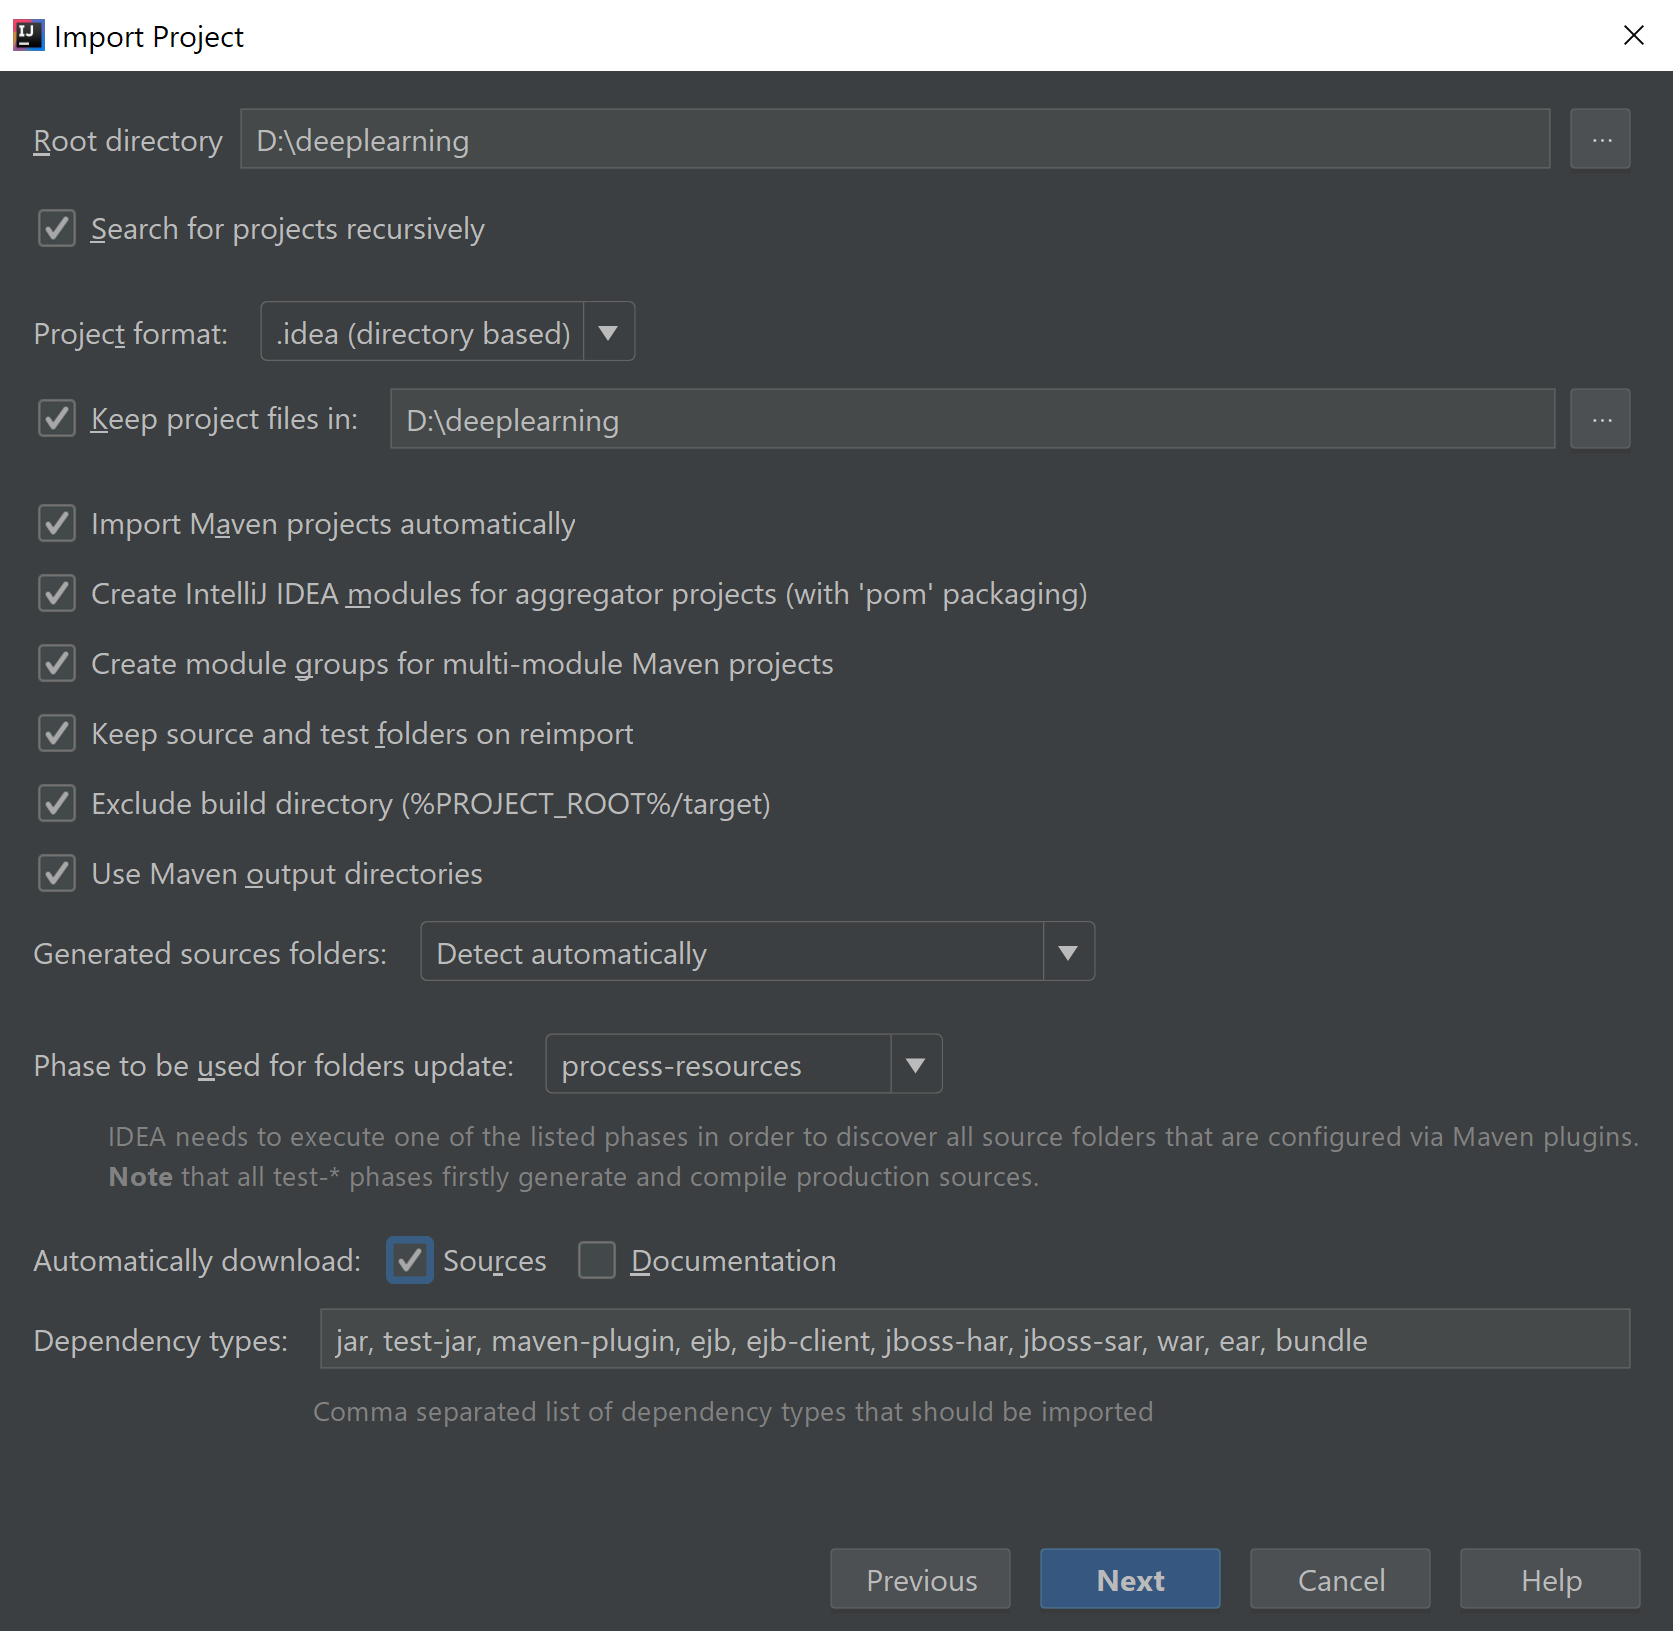 IJ Import Project
Root directory D:\deeplearning ...
Search for projects recursively
Project format: .idea (directory based)
Keep project files in: D:\deeplearning ...
Import Maven projects automatically
Create IntelliJ IDEA modules for aggregator projects (with 'pom' packaging)
Create module groups for multi-module Maven projects
Keep source and test folders on reimport
Exclude build directory (%PROJECT_ROOT%/target)
Use Maven output directories
Generated sources folders: Detect automatically
Phase to be used for folders update: process-resources
IDEA needs to execute one of the listed phases in order to discover all source folders that are configured via Maven plugins.
Note that all test-* phases firstly generate and compile production sources.
Automatically download: Sources Documentation
Dependency types: jar, test-jar, maven-plugin, ejb, ejb-client, jboss-har, jboss-sar, war, ear, bundle
Comma separated list of dependency types that should be imported
Previous Next Cancel Help